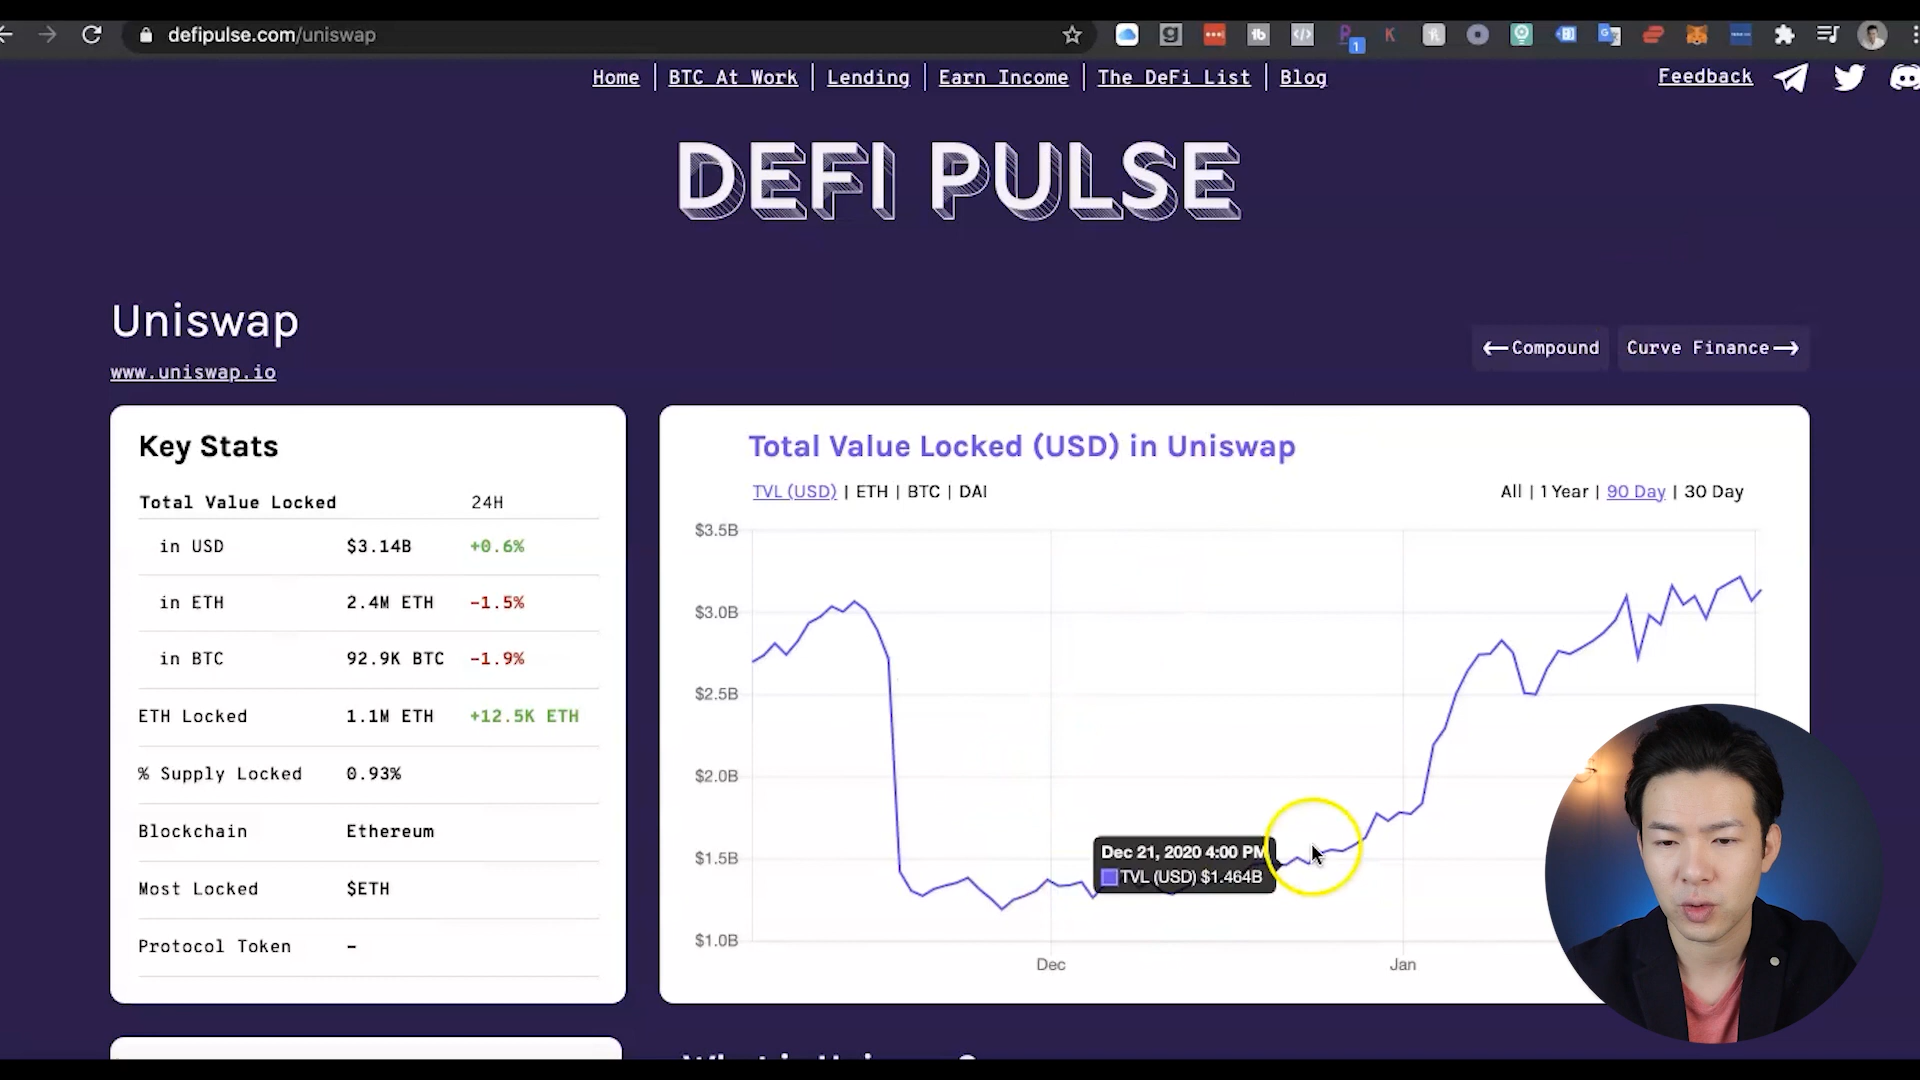 defipulse.com/uniswap
Home | BTC At Work | Lending | Earn Income | The DeFi List | Blog
Feedback
DEFI PULSE
Uniswap
www.uniswap.io
←Compound
Curve Finance→
Key Stats
Total Value Locked 24H
in USD $3.14B +0.6%
in ETH 2.4M ETH -1.5%
in BTC 92.9K BTC -1.9%
ETH Locked 1.1M ETH +12.5K ETH
% Supply Locked 0.93%
Blockchain Ethereum
Most Locked $ETH
Protocol Token –
Total Value Locked (USD) in Uniswap
TVL (USD) | ETH | BTC | DAI
All | 1 Year | 90 Day | 30 Day
$3.5B
$3.0B
$2.5B
$2.0B
$1.5B
$1.0B
Dec 21, 2020 4:00 PM
TVL (USD) $1.464B
Dec
Jan